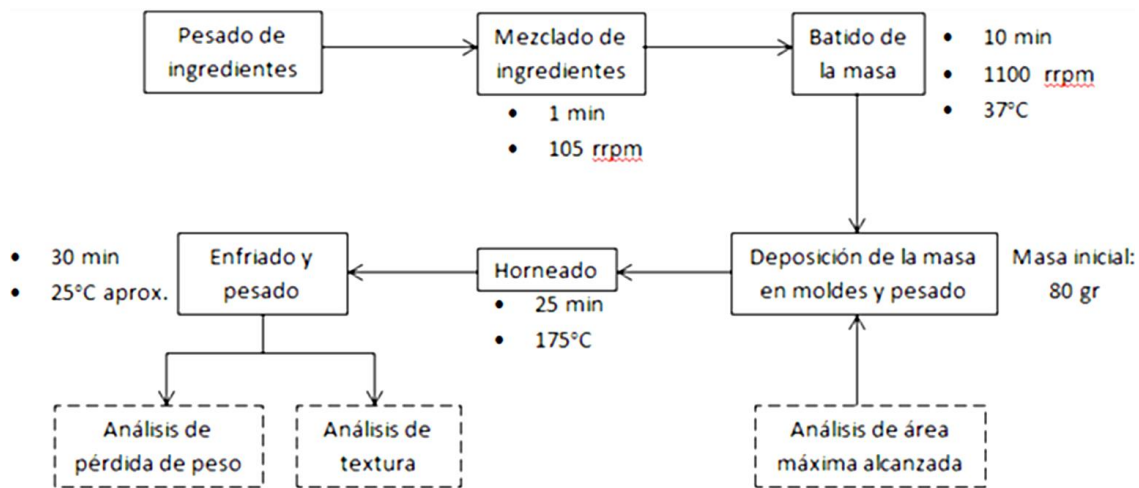 Pesado de
ingredientes
Mezclado de
ingredientes
• 1 min
• 105 rrpm
Batido de
la masa
• 10 min
• 1100 rrpm
• 37°C
Deposición de la masa
en moldes y pesado
Masa inicial:
80 gr
Horneado
• 25 min
• 175°C
Enfriado y
pesado
• 30 min
• 25°C aprox.
Análisis de
pérdida de peso
Análisis de
textura
Análisis de área
máxima alcanzada